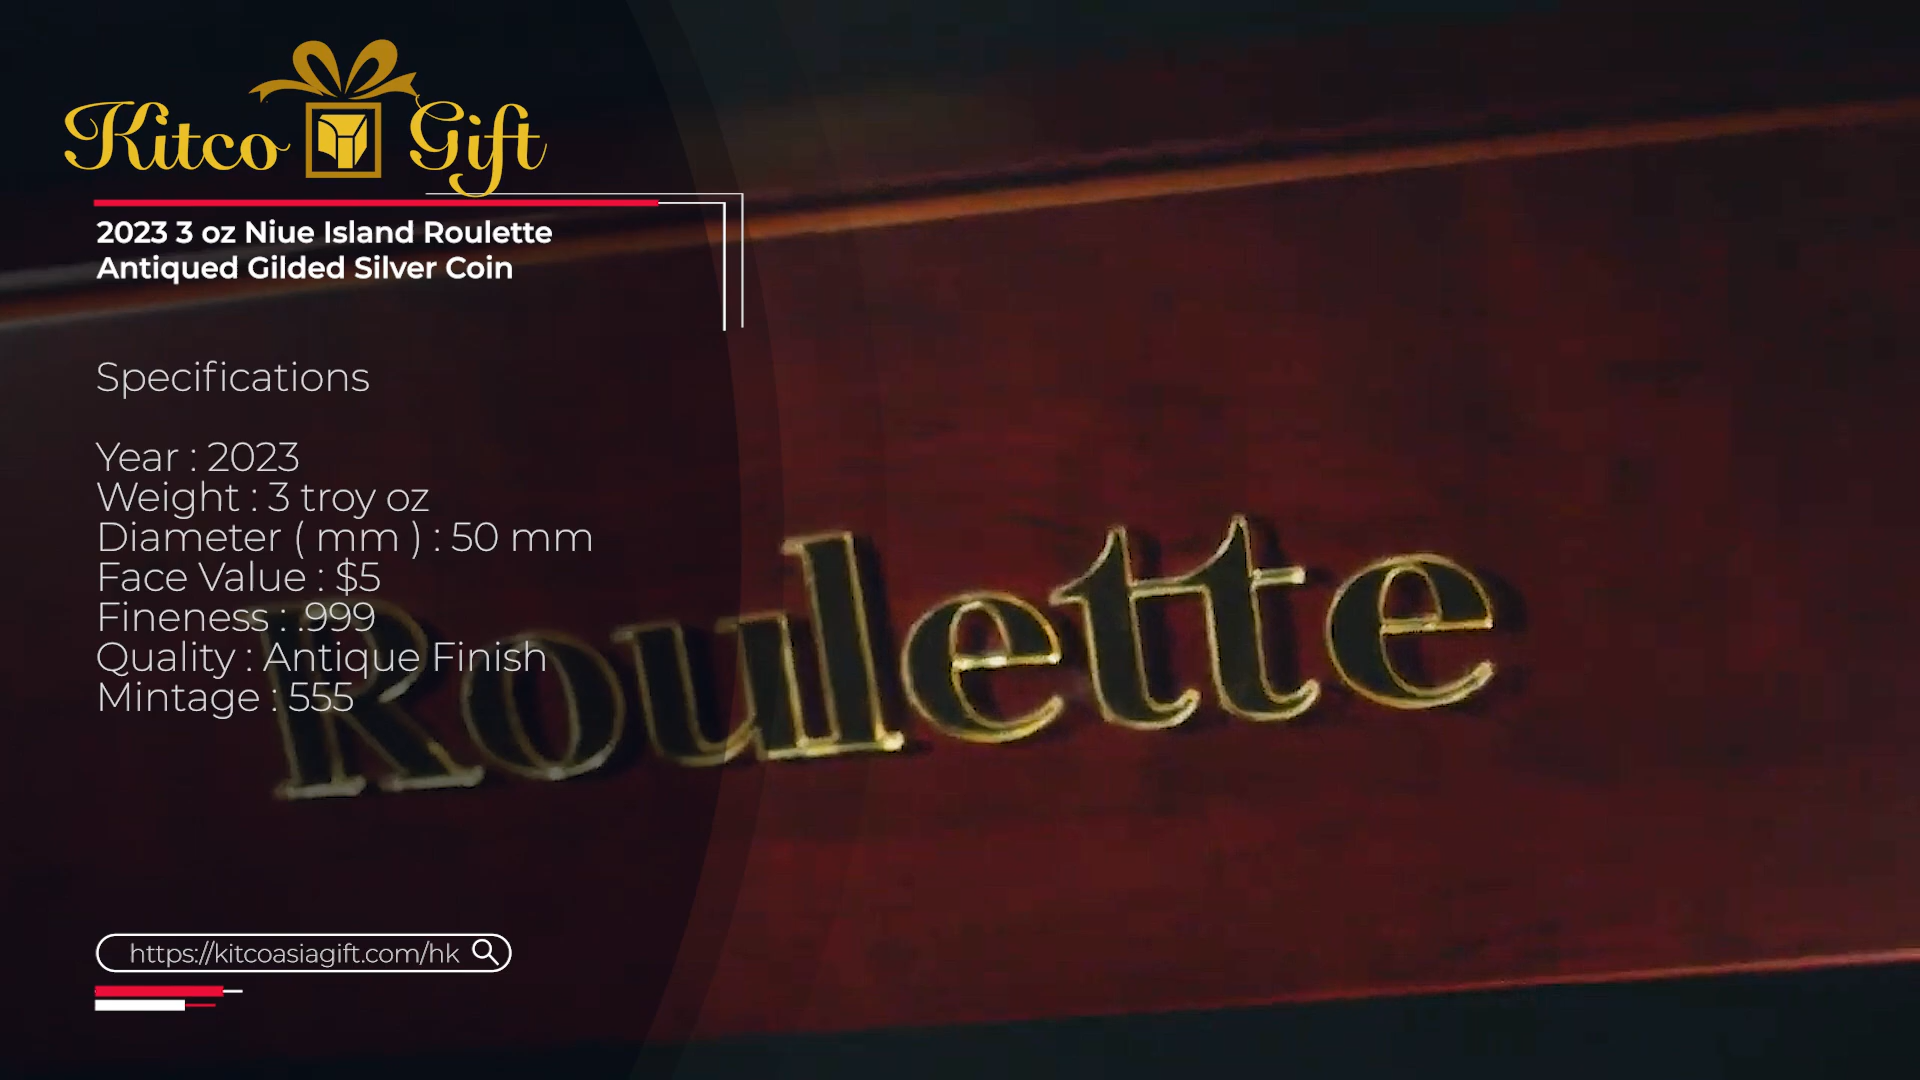 Kitco Gift
2023 3 oz Niue Island Roulette
Antiqued Gilded Silver Coin
Specifications
Year : 2023
Weight : 3 troy oz
Diameter ( mm ) : 50 mm
Face Value : $5
Fineness : .999
Quality : Antique Finish
Mintage : 555
Roulette
https://kitcoasiagift.com/hk